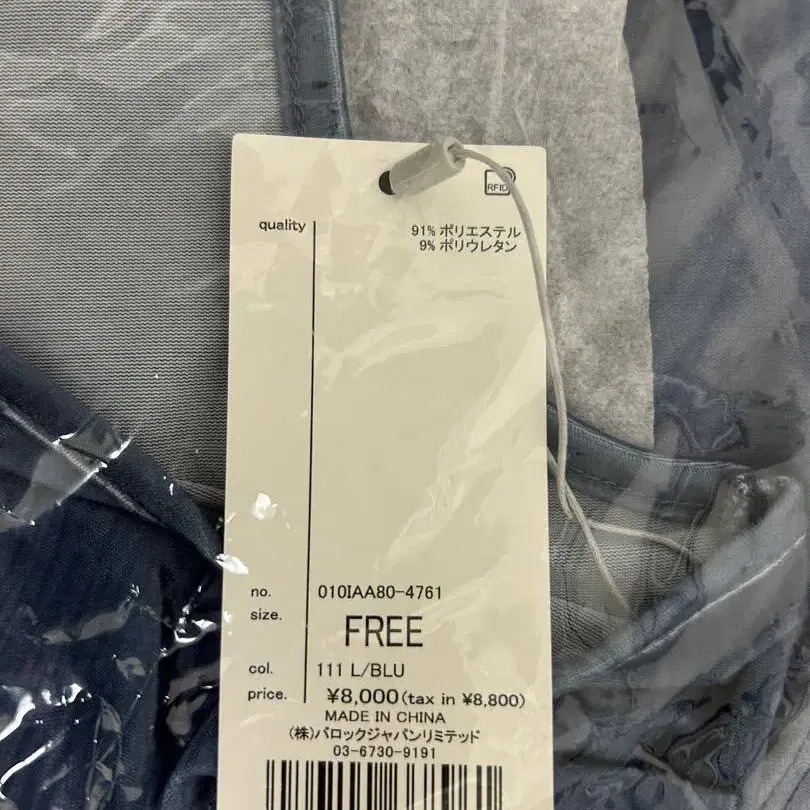 RFID
quality
91% ポリエステル
9% ポリウレタン
no. 010IAA80-4761
size. FREE
col. 111 L/BLU
price. ¥8,000(tax in ¥8,800)
MADE IN CHINA
(株)バロックジャパンリミテッド
03-6730-9191